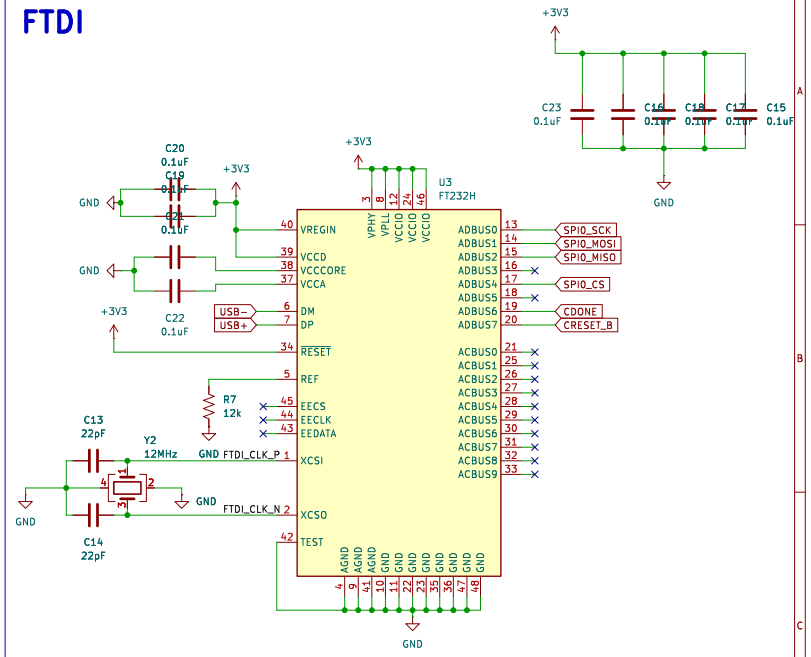 FTDI
+3V3
A
C23
0.1uF
C16
0.1uF
C18
0.1uF
C17
0.1uF
C15
0.1uF
GND
C20
0.1uF
C19
0.1uF
+3V3
GND
C21
0.1uF
GND
C22
0.1uF
+3V3
+3V3
U3
FT232H
3 8 12 24 46
VPHY VPLL VCCIO VCCIO VCCIO
40 VREGIN
39 VCCD
38 VCCCORE
37 VCCA
USB- 6 DM
USB+ 7 DP
34 RESET
5 REF
R7
12k
GND
45 EECS
44 EECLK
43 EEDATA
FTDI_CLK_P 1 XCSI
FTDI_CLK_N 2 XCSO
42 TEST
C13
22pF
Y2
12MHz
1
4 2
3
GND
GND
C14
22pF
ADBUS0 13 SPI0_SCK
ADBUS1 14 SPI0_MOSI
ADBUS2 15 SPI0_MISO
ADBUS3 16
ADBUS4 17 SPI0_CS
ADBUS5 18
ADBUS6 19 CDONE
ADBUS7 20 CRESET_B
ACBUS0 21
ACBUS1 25
ACBUS2 26
ACBUS3 27
ACBUS4 28
ACBUS5 29
ACBUS6 30
ACBUS7 31
ACBUS8 32
ACBUS9 33
B
AGND AGND AGND GND GND GND GND GND GND GND GND
4 9 41 10 11 22 23 35 36 47 48
GND
C